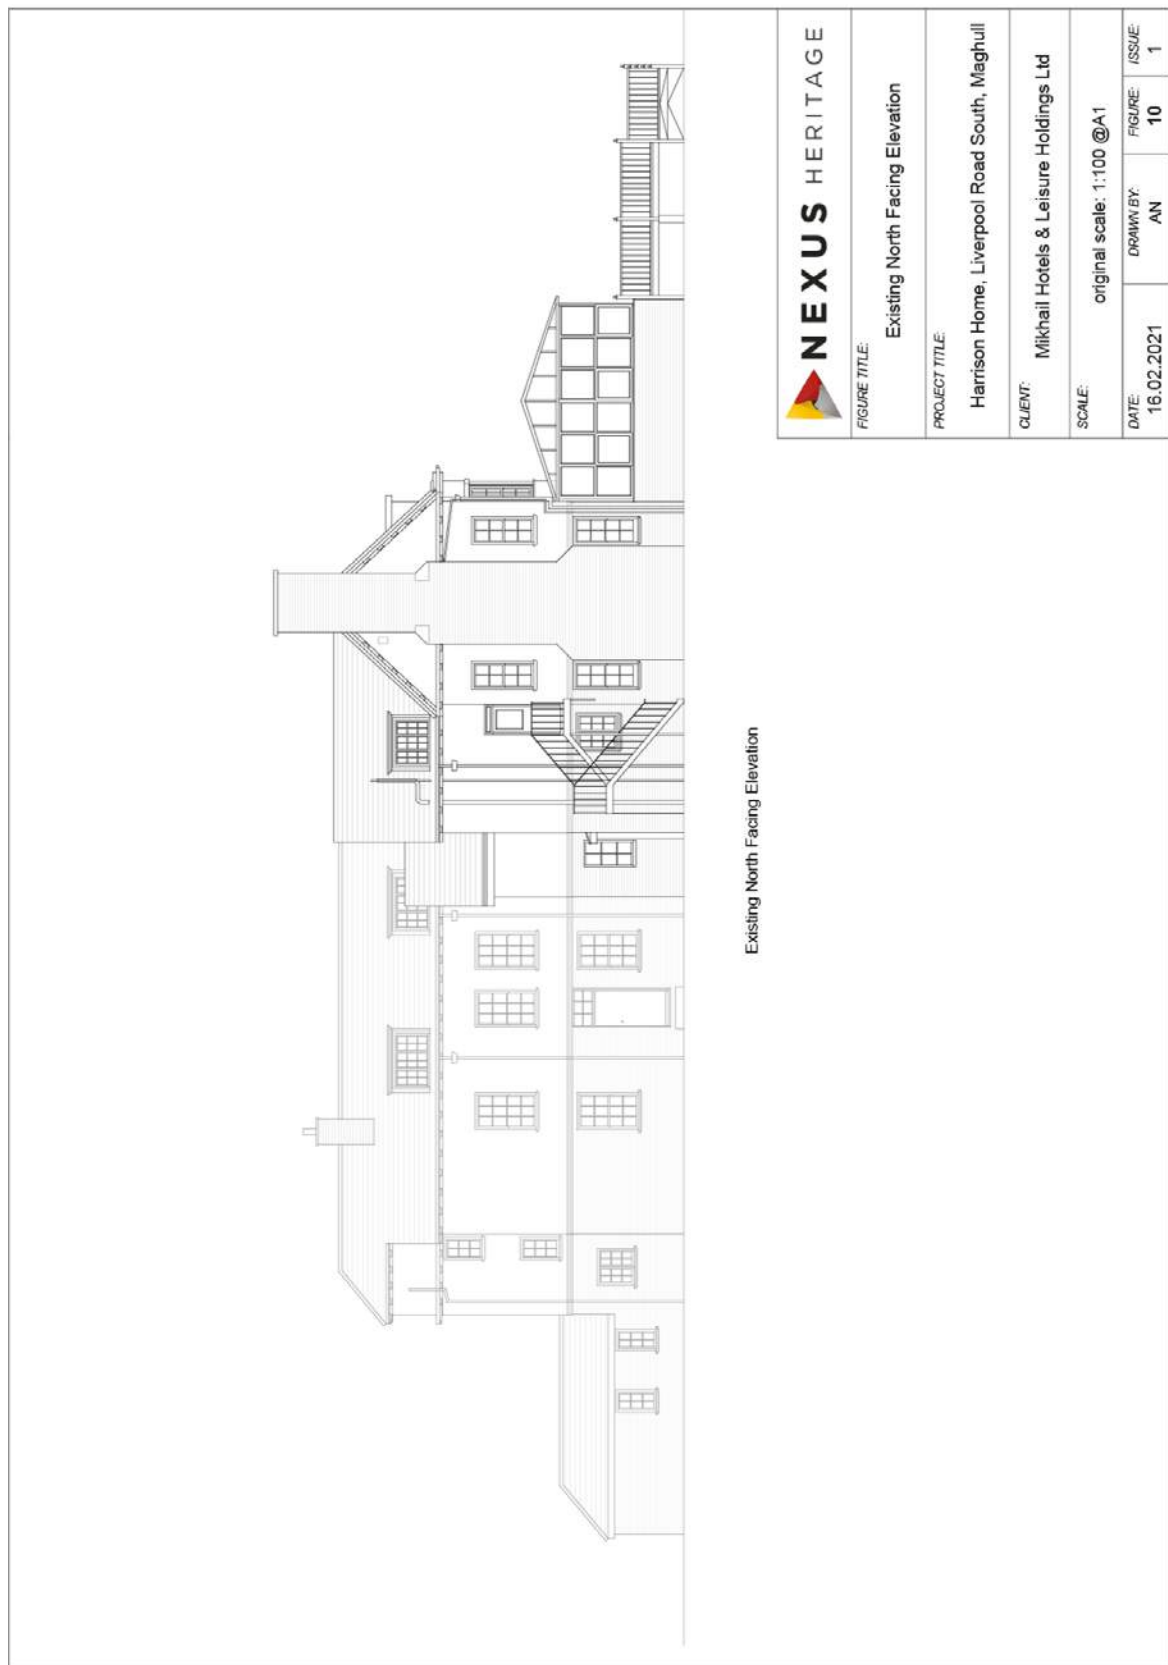 Existing North Facing Elevation
NEXUS HERITAGE
FIGURE TITLE:
Existing North Facing Elevation
PROJECT TITLE:
Harrison Home, Liverpool Road South, Maghull
CLIENT:
Mikhail Hotels & Leisure Holdings Ltd
SCALE:
original scale: 1:100 @A1
DATE: DRAWN BY: FIGURE: ISSUE:
16.02.2021 AN 10 1